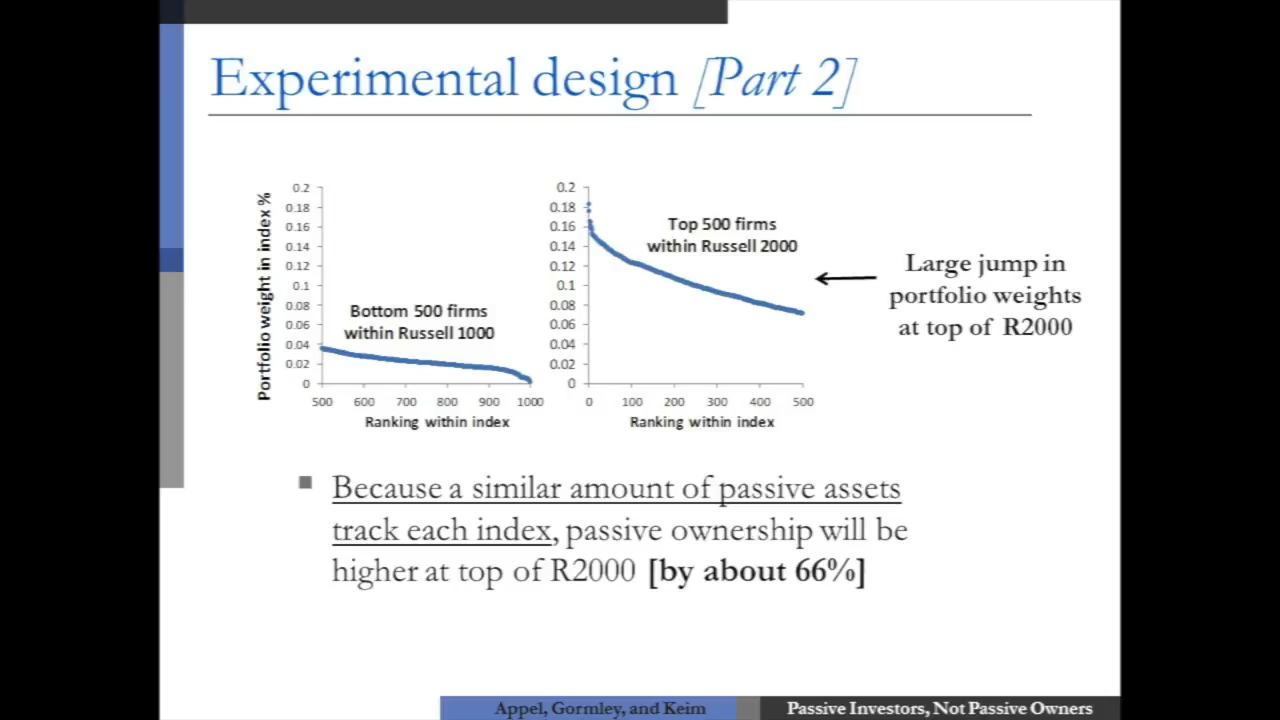 Experimental design [Part 2]
Portfolio weight in index %
0.2
0.18
0.16
0.14
0.12
0.1
0.08
0.06
0.04
0.02
0
Bottom 500 firms
within Russell 1000
500 600 700 800 900 1000
Ranking within index
0.2
0.18
0.16
0.14
0.12
0.1
0.08
0.06
0.04
0.02
0
Top 500 firms
within Russell 2000
0 100 200 300 400 500
Ranking within index
Large jump in
portfolio weights
at top of R2000
Because a similar amount of passive assets
track each index, passive ownership will be
higher at top of R2000 [by about 66%]
Appel, Gormley, and Keim
Passive Investors, Not Passive Owners